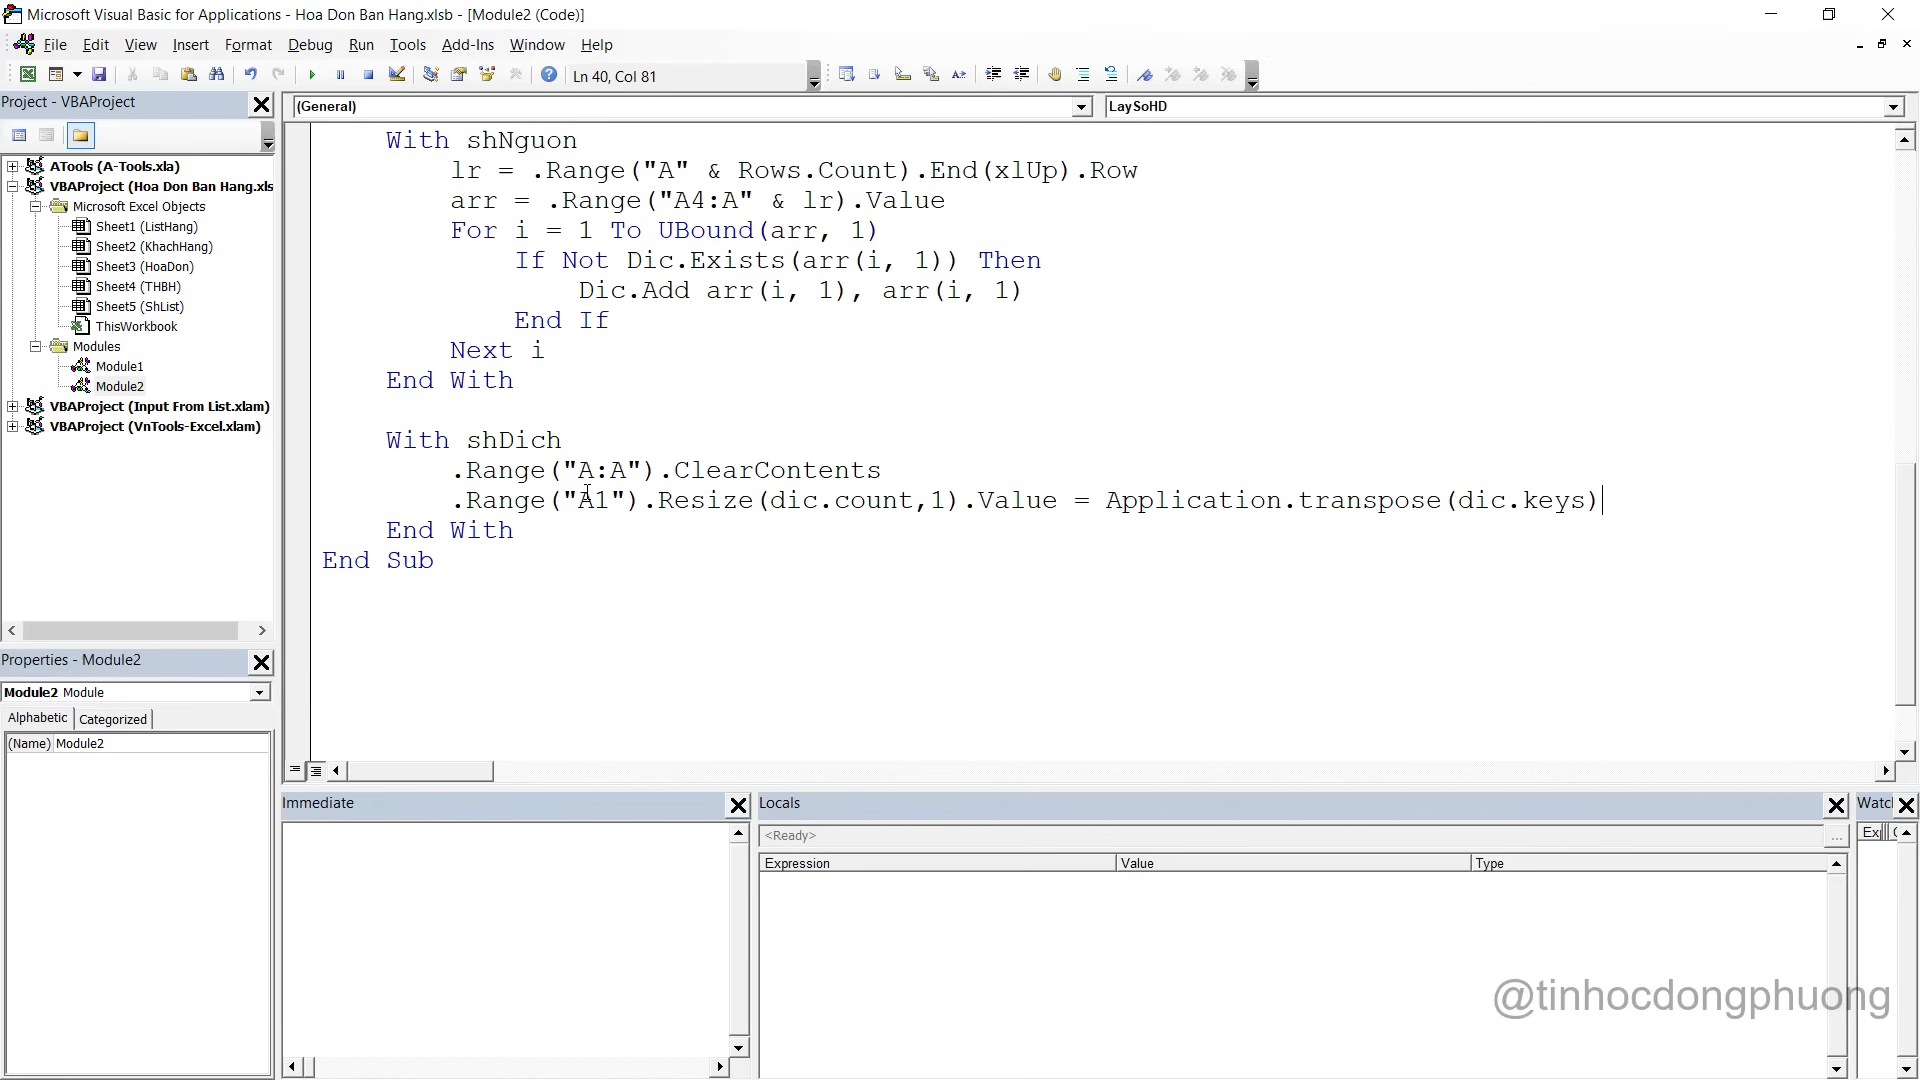 Microsoft Visual Basic for Applications - Hoa Don Ban Hang.xlsb - [Module2 (Code)]
File Edit View Insert Format Debug Run Tools Add-Ins Window Help
Ln 40, Col 81
Project - VBAProject
ATools (A-Tools.xla)
VBAProject (Hoa Don Ban Hang.xls
Microsoft Excel Objects
Sheet1 (ListHang)
Sheet2 (KhachHang)
Sheet3 (HoaDon)
Sheet4 (THBH)
Sheet5 (ShList)
ThisWorkbook
Modules
Module1
Module2
VBAProject (Input From List.xlam)
VBAProject (VnTools-Excel.xlam)
Properties - Module2
Module2 Module
Alphabetic Categorized
(Name) Module2
(General) LaySoHD
With shNguon
lr = .Range("A" & Rows.Count).End(xlUp).Row
arr = .Range("A4:A" & lr).Value
For i = 1 To UBound(arr, 1)
If Not Dic.Exists(arr(i, 1)) Then
Dic.Add arr(i, 1), arr(i, 1)
End If
Next i
End With
With shDich
.Range("A:A").ClearContents
.Range("A1").Resize(dic.count,1).Value = Application.transpose(dic.keys)
End With
End Sub
Immediate
Locals
<Ready>
Expression Value Type
Watc
Exp
@tinhocdongphuong